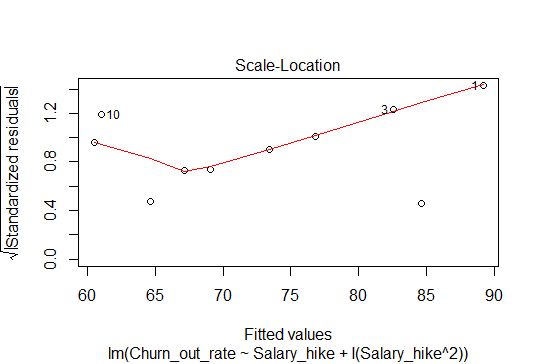 Scale-Location
√|Standardized residuals|
1.2
0.8
0.4
0.0
10
3
1
60 65 70 75 80 85 90
Fitted values
lm(Churn_out_rate ~ Salary_hike + I(Salary_hike^2))